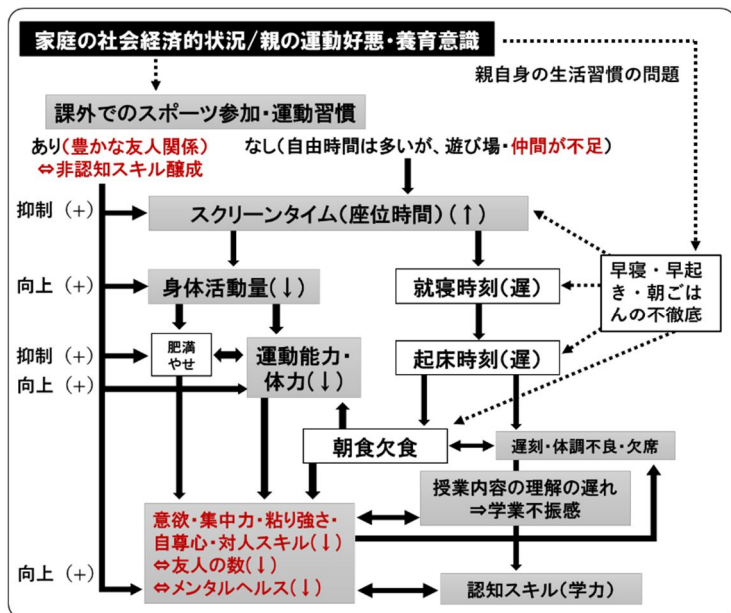 家庭の社会経済的状況/親の運動好悪・養育意識
親自身の生活習慣の問題
課外でのスポーツ参加・運動習慣
あり(豊かな友人関係)
⇔非認知スキル醸成
なし(自由時間は多いが、遊び場・仲間が不足)
抑制 (+)
スクリーンタイム(座位時間)(↑)
向上 (+)
身体活動量(↓)
就寝時刻(遅)
早寝・早起
き・朝ごは
んの不徹底
抑制 (+)
肥満
やせ
運動能力・
体力(↓)
起床時刻(遅)
向上 (+)
朝食欠食
遅刻・体調不良・欠席
授業内容の理解の遅れ
⇒学業不振感
意欲・集中力・粘り強さ・
自尊心・対人スキル(↓)
⇔友人の数(↓)
⇔メンタルヘルス(↓)
向上 (+)
認知スキル(学力)